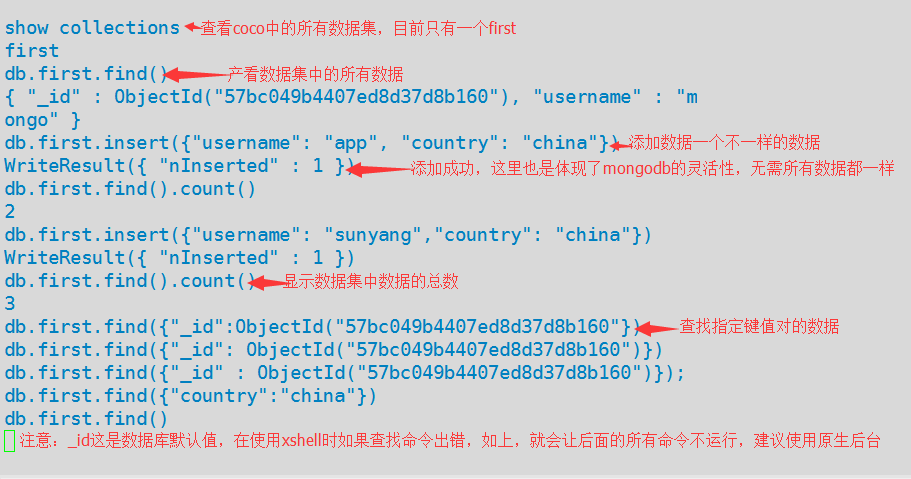 show collections 查看coco中的所有数据集，目前只有一个first
first
db.first.find() 产看数据集中的所有数据
{ "_id" : ObjectId("57bc049b4407ed8d37d8b160"), "username" : "m
ongo" }
db.first.insert({"username": "app", "country": "china"}) 添加数据一个不一样的数据
WriteResult({ "nInserted" : 1 }) 添加成功，这里也是体现了mongodb的灵活性，无需所有数据都一样
db.first.find().count()
2
db.first.insert({"username": "sunyang","country": "china"})
WriteResult({ "nInserted" : 1 })
db.first.find().count() 显示数据集中数据的总数
3
db.first.find({"_id":ObjectId("57bc049b4407ed8d37d8b160"}) 查找指定键值对的数据
db.first.find({"_id": ObjectId("57bc049b4407ed8d37d8b160")})
db.first.find({"_id" : ObjectId("57bc049b4407ed8d37d8b160")});
db.first.find({"country":"china"})
db.first.find()
注意：_id这是数据库默认值，在使用xshell时如果查找命令出错，如上，就会让后面的所有命令不运行，建议使用原生后台